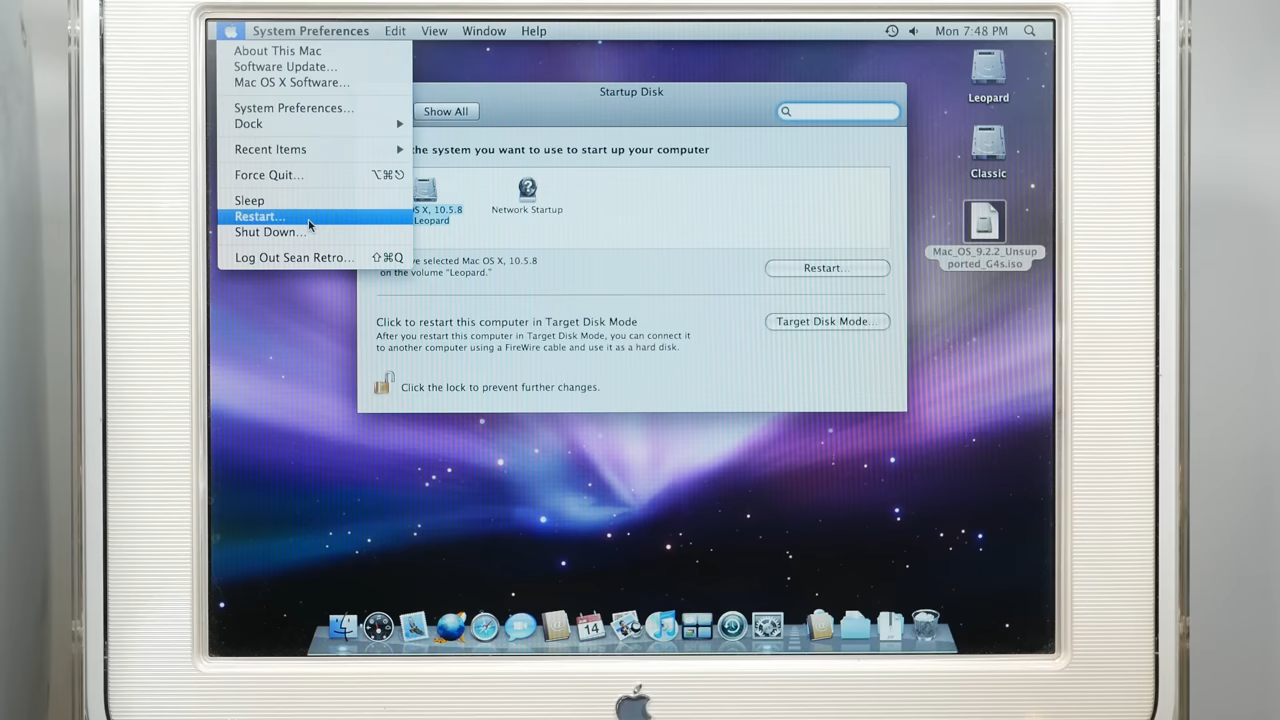 System Preferences Edit View Window Help
Mon 7:48 PM
About This Mac
Software Update...
Mac OS X Software...
System Preferences...
Dock
Recent Items
Force Quit... ⌥⌘⎋
Sleep
Restart...
Shut Down...
g Out Jean Retro... ⇧⌘Q
Startup Disk
Show All
the system you want to use to start up your computer
S X, 10.5.8
Leopard
Network Startup
ve selected Mac OS X, 10.5.8
on the volume “Leopard.”
Restart...
Click to restart this computer in Target Disk Mode
After you restart this computer in Target Disk Mode, you can connect it
to another computer using a FireWire cable and use it as a hard disk.
Target Disk Mode...
Click the lock to prevent further changes.
Leopard
Classic
Mac_OS_9.2.2_Unsup
ported_G4s.iso
14